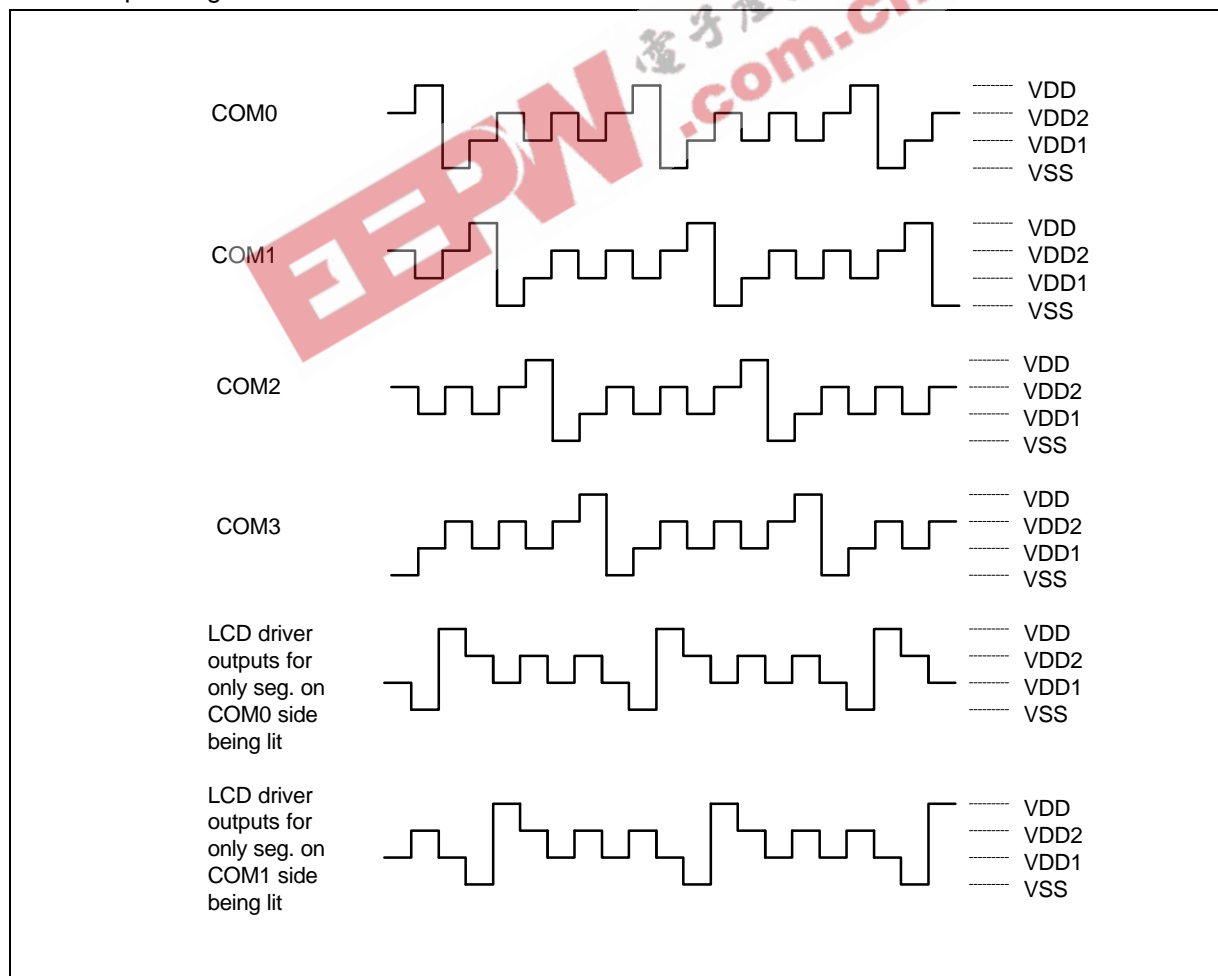 COM0
VDD
VDD2
VDD1
VSS
COM1
VDD
VDD2
VDD1
VSS
COM2
VDD
VDD2
VDD1
VSS
COM3
VDD
VDD2
VDD1
VSS
LCD driver
outputs for
only seg. on
COM0 side
being lit
VDD
VDD2
VDD1
VSS
LCD driver
outputs for
only seg. on
COM1 side
being lit
VDD
VDD2
VDD1
VSS
EEPW
電子
.com.cn